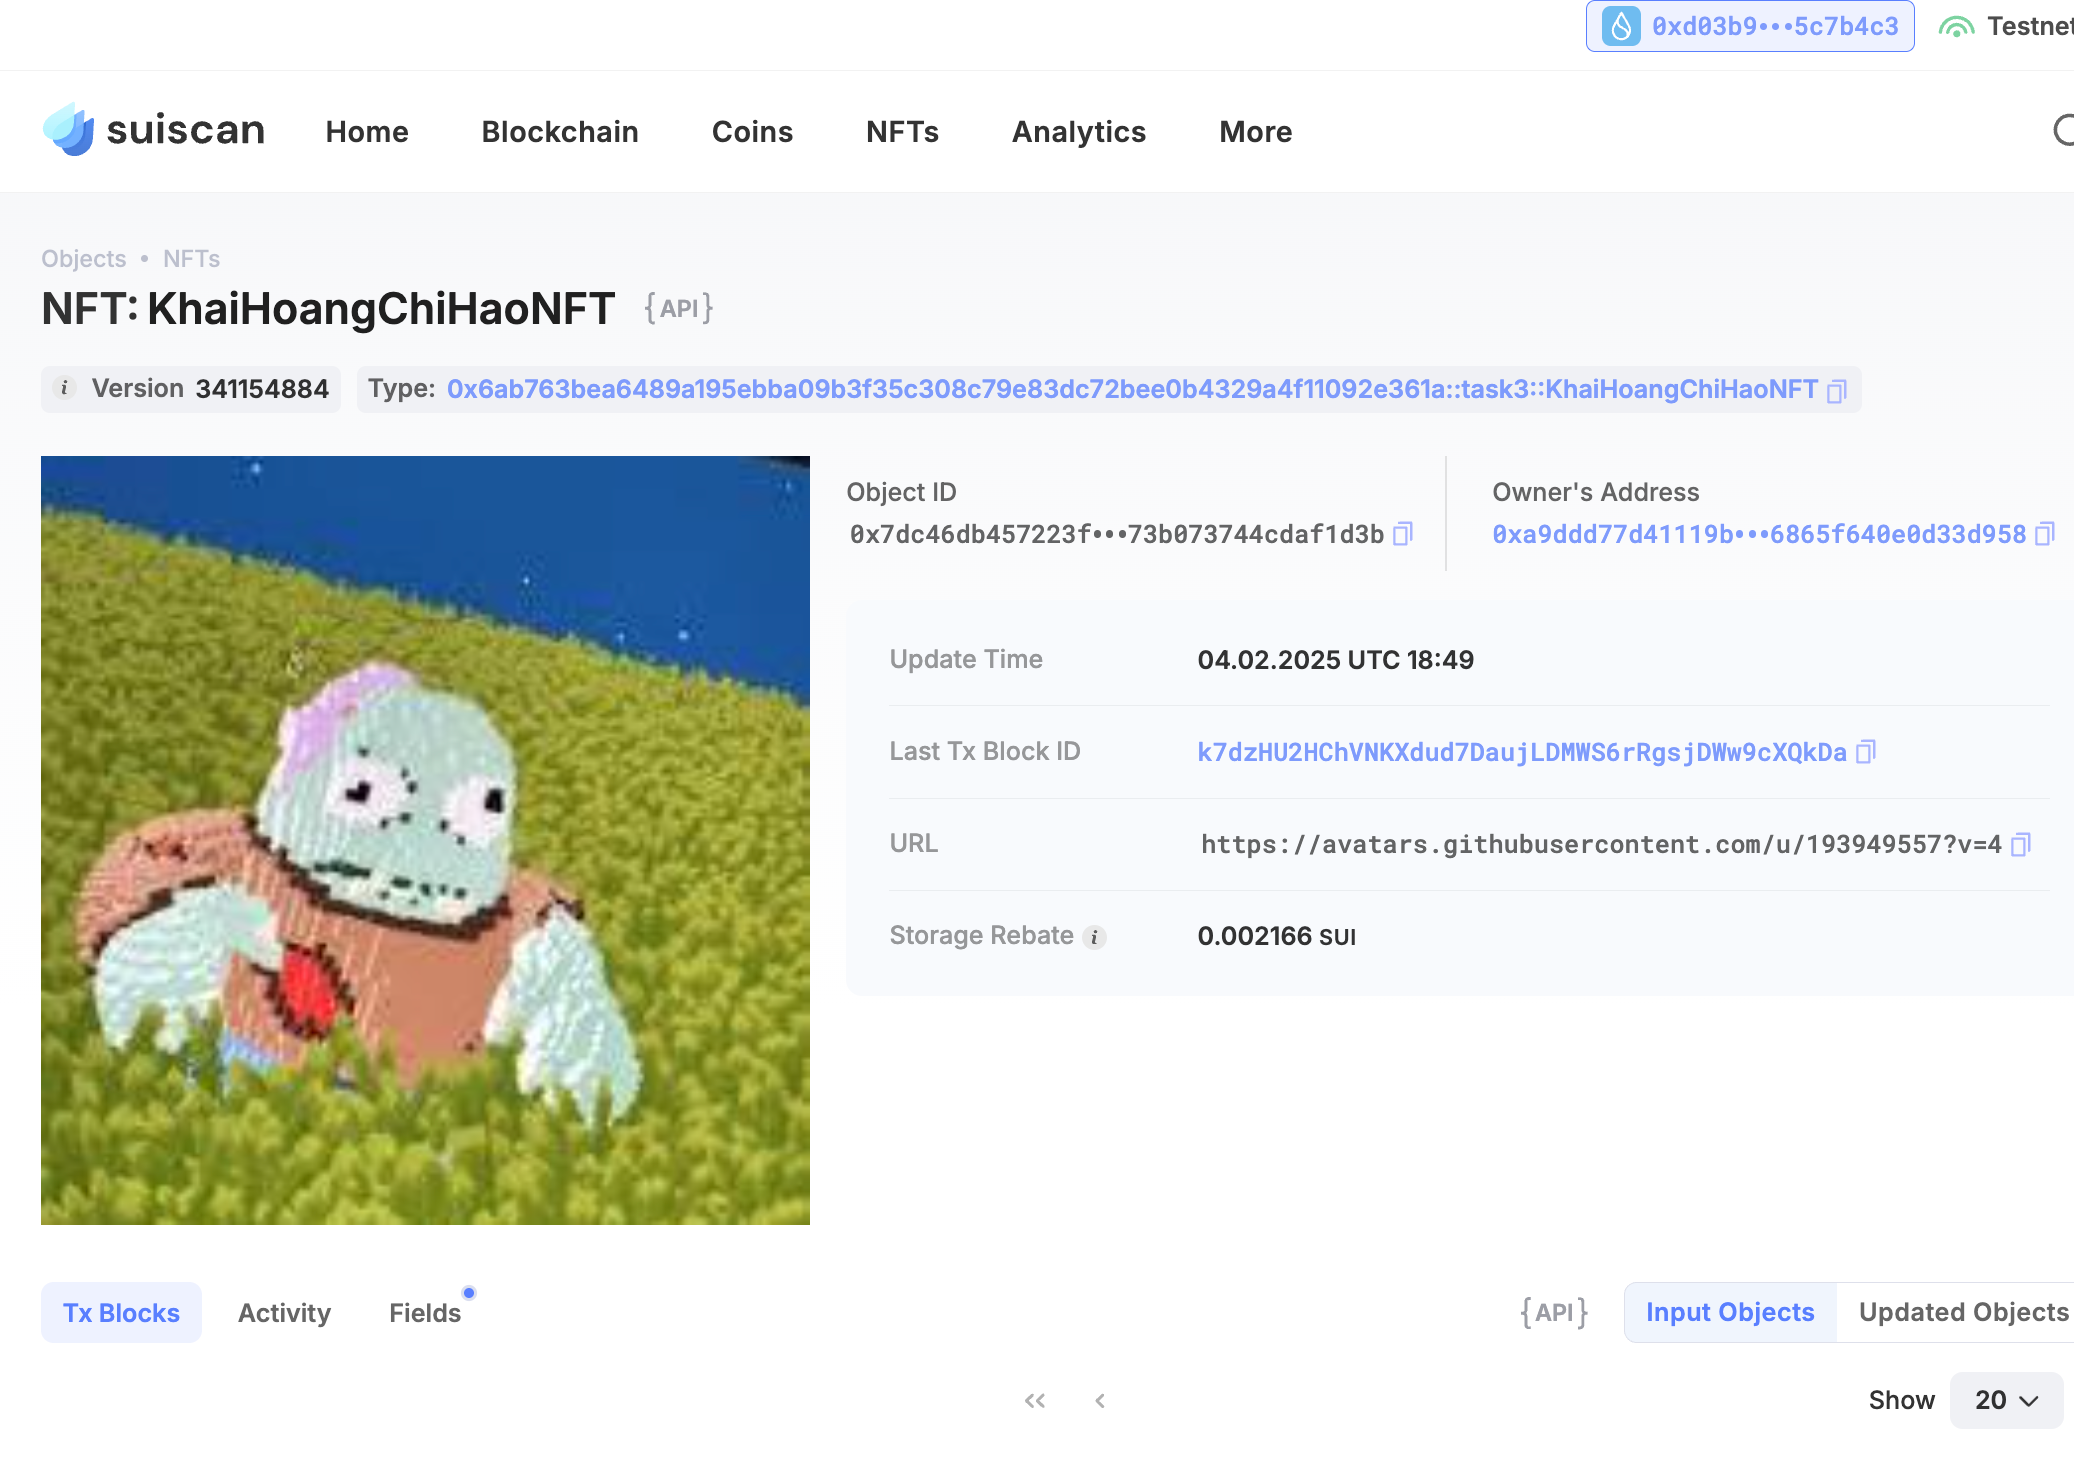 0xd03b9•••5c7b4c3 Testnet
suiscan Home Blockchain Coins NFTs Analytics More
Objects • NFTs
NFT: KhaiHoangChiHaoNFT {API}
i Version 341154884 Type: 0x6ab763bea6489a195ebba09b3f35c308c79e83dc72bee0b4329a4f11092e361a::task3::KhaiHoangChiHaoNFT
Object ID Owner's Address
0x7dc46db457223f•••73b073744cdaf1d3b 0xa9ddd77d41119b•••6865f640e0d33d958
Update Time 04.02.2025 UTC 18:49
Last Tx Block ID k7dzHU2HChVNKXdud7DaujLDMWS6rRgsjDWw9cXQkDa
URL https://avatars.githubusercontent.com/u/193949557?v=4
Storage Rebate i 0.002166 SUI
Tx Blocks Activity Fields {API} Input Objects Updated Objects
Show 20